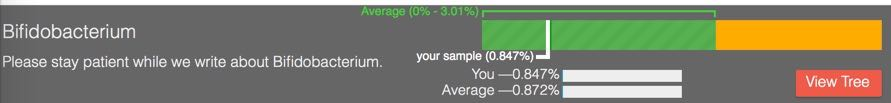 Average (0% - 3.01%)
Bifidobacterium
Please stay patient while we write about Bifidobacterium.
your sample (0.847%)
You —0.847%
Average —0.872%
View Tree